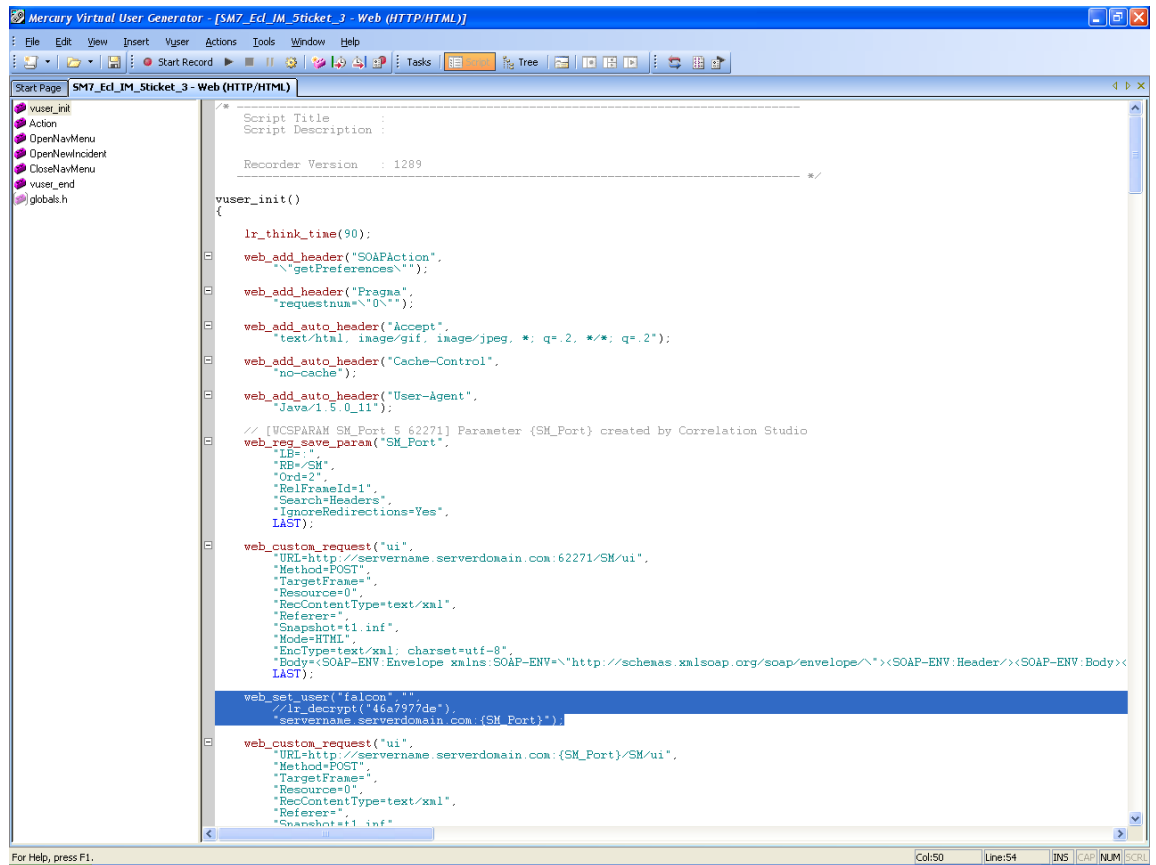 Mercury Virtual User Generator - [SM7_Ecl_IM_5ticket_3 - Web (HTTP/HTML)]
File Edit View Insert Vuser Actions Tools Window Help
Start Record Tasks Script Tree
Start Page SM7_Ecl_IM_5ticket_3 - Web (HTTP/HTML)
vuser_init
Action
OpenNavMenu
OpenNewIncident
CloseNavMenu
vuser_end
globals.h
/* ---------------------------------------------------------------------------
Script Title :
Script Description :
Recorder Version : 1289
--------------------------------------------------------------------------- */
vuser_init()
{
lr_think_time(90);
web_add_header("SOAPAction",
"\"getPreferences\"");
web_add_header("Pragma",
"requestnum=\"0\"");
web_add_auto_header("Accept",
"text/html, image/gif, image/jpeg, *; q=.2, */*; q=.2");
web_add_auto_header("Cache-Control",
"no-cache");
web_add_auto_header("User-Agent",
"Java/1.5.0_11");
// [WCSPARAM SM_Port 5 62271] Parameter {SM_Port} created by Correlation Studio
web_reg_save_param("SM_Port",
"LB=:",
"RB=/SM",
"Ord=2",
"RelFrameId=1",
"Search=Headers",
"IgnoreRedirections=Yes",
LAST);
web_custom_request("ui",
"URL=http://servername.serverdomain.com:62271/SM/ui",
"Method=POST",
"TargetFrame=",
"Resource=0",
"RecContentType=text/xml",
"Referer=",
"Snapshot=t1.inf",
"Mode=HTML",
"EncType=text/xml; charset=utf-8",
"Body=<SOAP-ENV:Envelope xmlns:SOAP-ENV=\"http://schemas.xmlsoap.org/soap/envelope/\"><SOAP-ENV:Header/><SOAP-ENV:Body><
LAST);
web_set_user("falcon","",
//lr_decrypt("46a7977de"),
"servername.serverdomain.com:{SM_Port}");
web_custom_request("ui",
"URL=http://servername.serverdomain.com:{SM_Port}/SM/ui",
"Method=POST",
"TargetFrame=",
"Resource=0",
"RecContentType=text/xml",
"Referer=",
"Snapshot=t1.inf"
For Help, press F1. Col:50 Line:54 INS CAP NUM SCRL